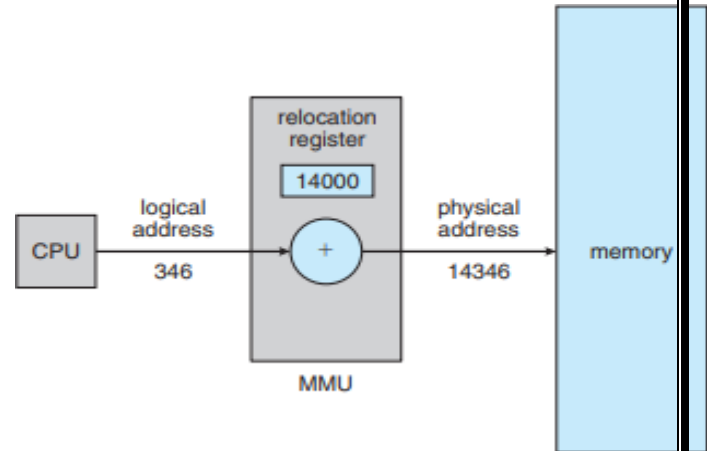 relocation
register
14000
logical
address
physical
address
CPU
+
memory
346
14346
MMU